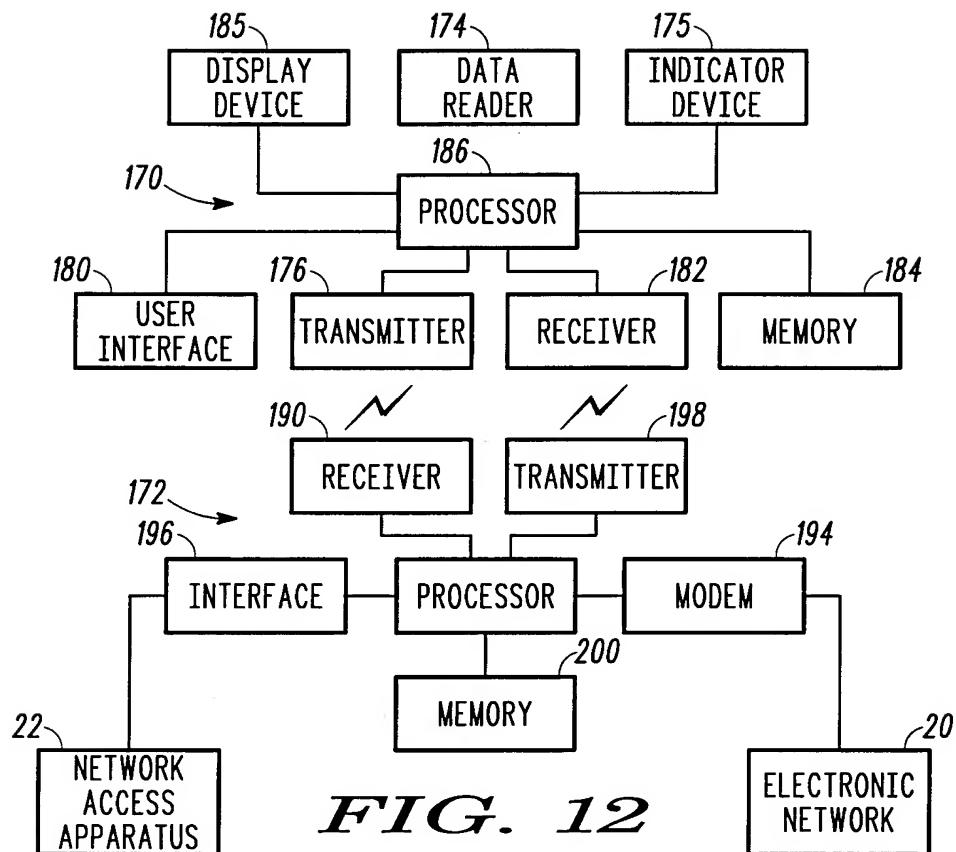 185
174
175
DISPLAY
DEVICE
DATA
READER
INDICATOR
DEVICE
186
170
PROCESSOR
180
176
182
184
USER
INTERFACE
TRANSMITTER
RECEIVER
MEMORY
190
198
RECEIVER
TRANSMITTER
172
196
194
INTERFACE
PROCESSOR
MODEM
200
MEMORY
22
20
NETWORK
ACCESS
APPARATUS
ELECTRONIC
NETWORK
FIG. 12